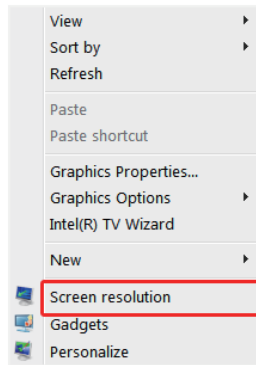 View
Sort by
Refresh
Paste
Paste shortcut
Graphics Properties...
Graphics Options
Intel(R) TV Wizard
New
Screen resolution
Gadgets
Personalize